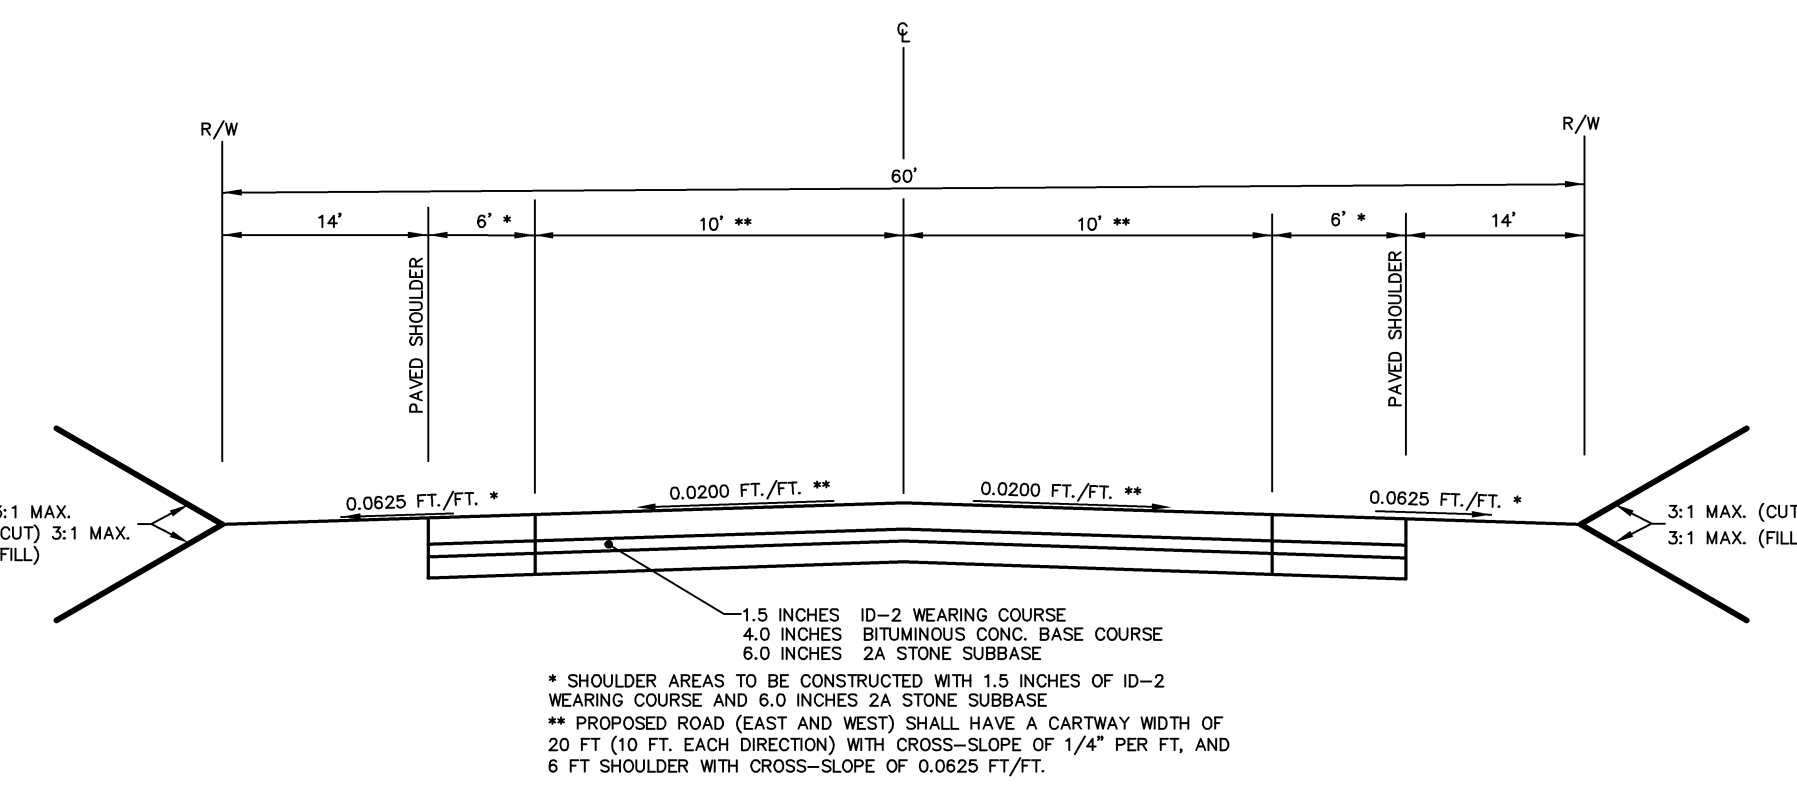 ℄
R/W
R/W
60'
14'
6' *
10' **
10' **
6' *
14'
PAVED SHOULDER
PAVED SHOULDER
0.0625 FT./FT. *
0.0200 FT./FT. **
0.0200 FT./FT. **
0.0625 FT./FT. *
:1 MAX.
CUT) 3:1 MAX.
FILL)
3:1 MAX. (CUT
3:1 MAX. (FILL
1.5 INCHES ID-2 WEARING COURSE
4.0 INCHES BITUMINOUS CONC. BASE COURSE
6.0 INCHES 2A STONE SUBBASE
* SHOULDER AREAS TO BE CONSTRUCTED WITH 1.5 INCHES OF ID-2
WEARING COURSE AND 6.0 INCHES 2A STONE SUBBASE
** PROPOSED ROAD (EAST AND WEST) SHALL HAVE A CARTWAY WIDTH OF
20 FT (10 FT. EACH DIRECTION) WITH CROSS-SLOPE OF 1/4" PER FT, AND
6 FT SHOULDER WITH CROSS-SLOPE OF 0.0625 FT/FT.